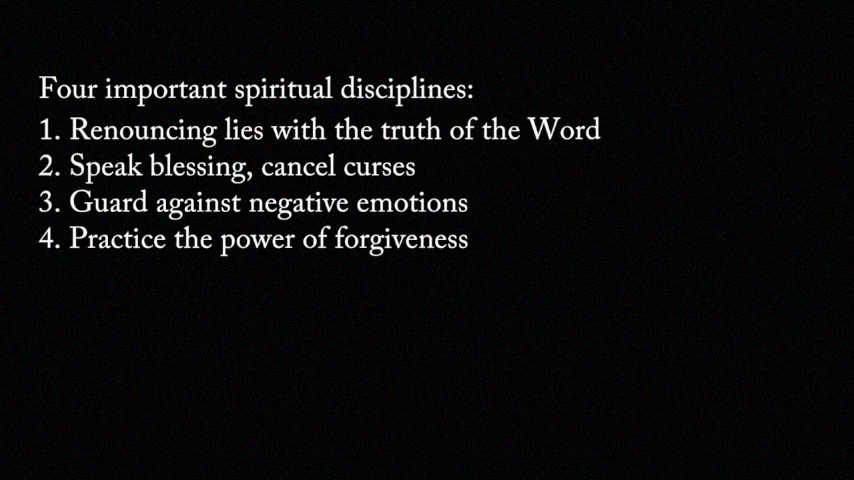 Four important spiritual disciplines:
1. Renouncing lies with the truth of the Word
2. Speak blessing, cancel curses
3. Guard against negative emotions
4. Practice the power of forgiveness